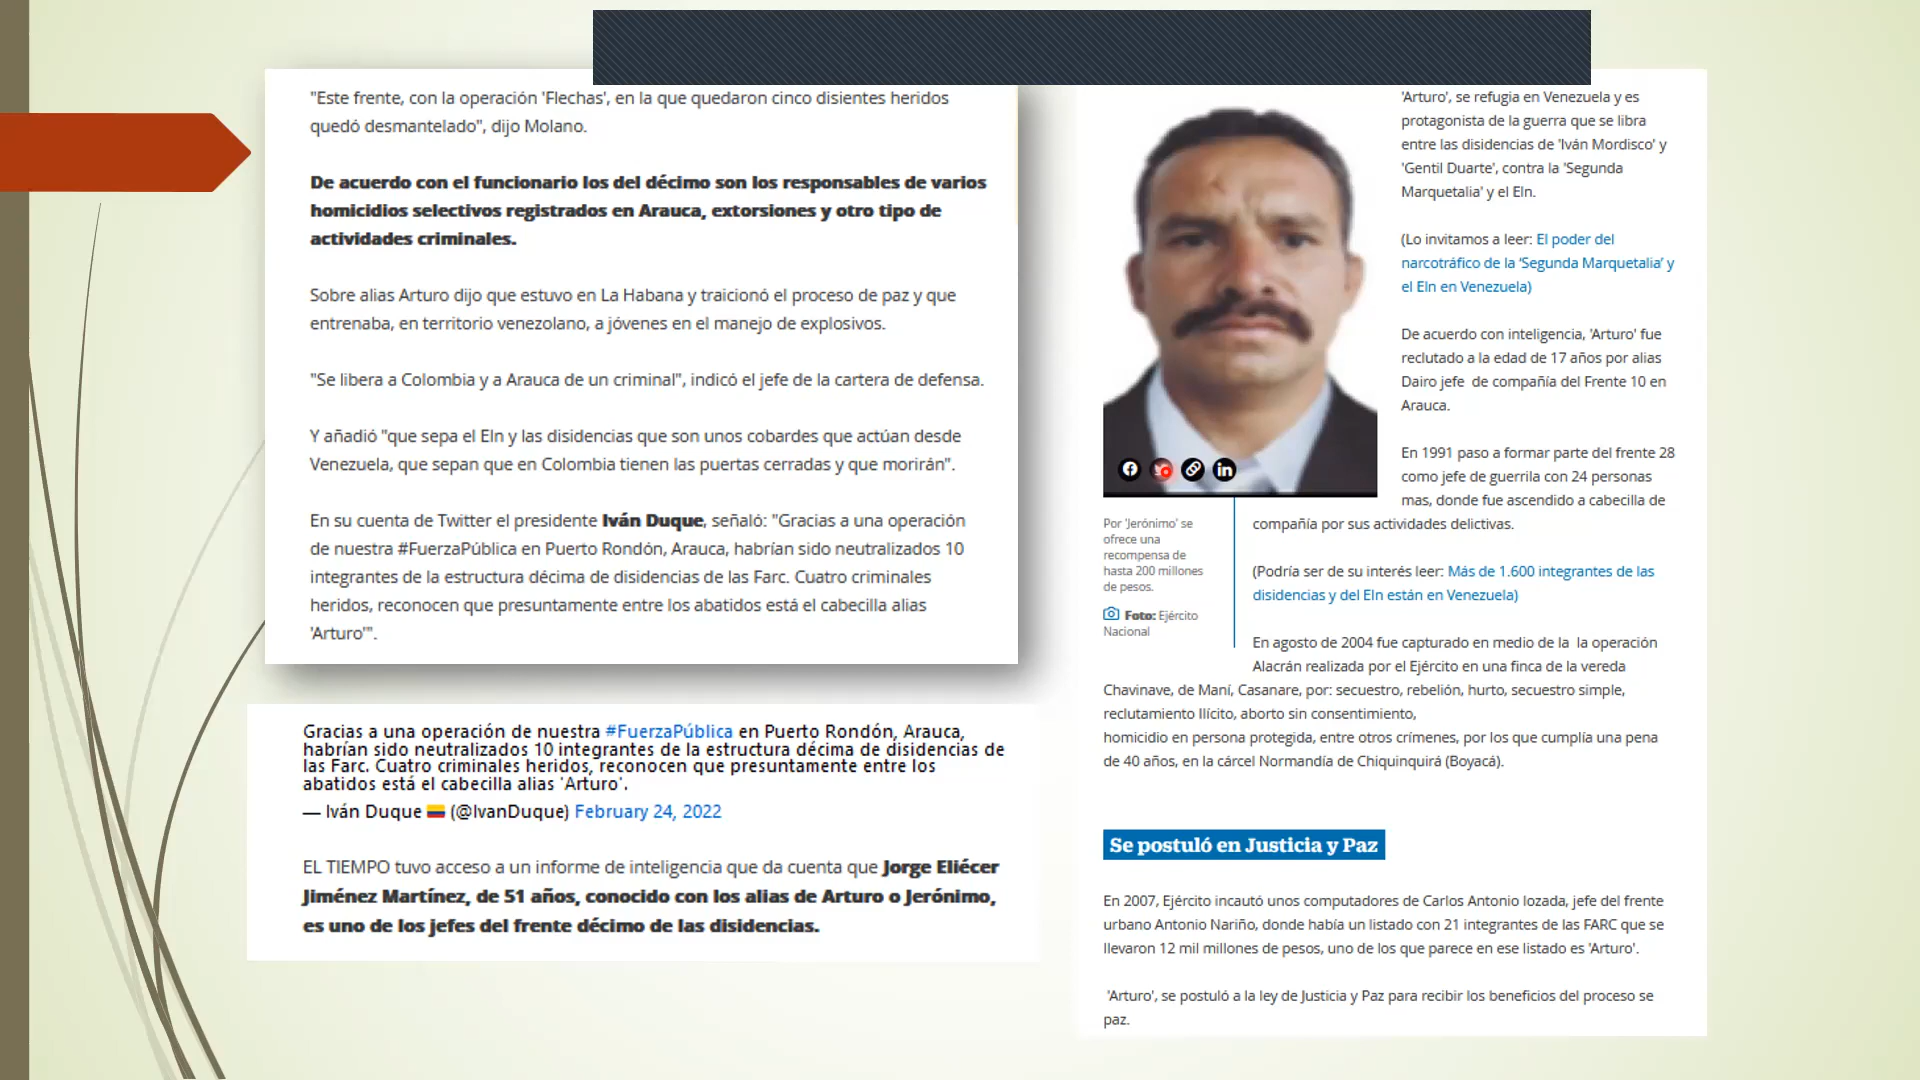 "Este frente, con la operación 'Flechas', en la que quedaron cinco disientes heridos
quedó desmantelado", dijo Molano.
De acuerdo con el funcionario los del décimo son los responsables de varios
homicidios selectivos registrados en Arauca, extorsiones y otro tipo de
actividades criminales.
Sobre alias Arturo dijo que estuvo en La Habana y traicionó el proceso de paz y que
entrenaba, en territorio venezolano, a jóvenes en el manejo de explosivos.
"Se libera a Colombia y a Arauca de un criminal", indicó el jefe de la cartera de defensa.
Y añadió "que sepa el Eln y las disidencias que son unos cobardes que actúan desde
Venezuela, que sepan que en Colombia tienen las puertas cerradas y que morirán".
En su cuenta de Twitter el presidente Iván Duque, señaló: "Gracias a una operación
de nuestra #FuerzaPública en Puerto Rondón, Arauca, habrían sido neutralizados 10
integrantes de la estructura décima de disidencias de las Farc. Cuatro criminales
heridos, reconocen que presuntamente entre los abatidos está el cabecilla alias
'Arturo'".
Gracias a una operación de nuestra #FuerzaPública en Puerto Rondón, Arauca,
habrían sido neutralizados 10 integrantes de la estructura décima de disidencias de
las Farc. Cuatro criminales heridos, reconocen que presuntamente entre los
abatidos está el cabecilla alias 'Arturo'.
— Iván Duque (@IvanDuque) February 24, 2022
EL TIEMPO tuvo acceso a un informe de inteligencia que da cuenta que Jorge Eliécer
Jiménez Martínez, de 51 años, conocido con los alias de Arturo o Jerónimo,
es uno de los jefes del frente décimo de las disidencias.
'Arturo', se refugia en Venezuela y es
protagonista de la guerra que se libra
entre las disidencias de 'Iván Mordisco' y
'Gentil Duarte', contra la 'Segunda
Marquetalia' y el Eln.
(Lo invitamos a leer: El poder del
narcotráfico de la 'Segunda Marquetalia' y
el Eln en Venezuela)
De acuerdo con inteligencia, 'Arturo' fue
reclutado a la edad de 17 años por alias
Dairo jefe de compañía del Frente 10 en
Arauca.
En 1991 paso a formar parte del frente 28
como jefe de guerrila con 24 personas
mas, donde fue ascendido a cabecilla de
compañía por sus actividades delictivas.
Por 'Jerónimo' se
ofrece una
recompensa de
hasta 200 millones
de pesos.
Foto: Ejército
Nacional
(Podría ser de su interés leer: Más de 1.600 integrantes de las
disidencias y del Eln están en Venezuela)
En agosto de 2004 fue capturado en medio de la la operación
Alacrán realizada por el Ejército en una finca de la vereda
Chavinave, de Maní, Casanare, por: secuestro, rebelión, hurto, secuestro simple,
reclutamiento Ilícito, aborto sin consentimiento,
homicidio en persona protegida, entre otros crímenes, por los que cumplía una pena
de 40 años, en la cárcel Normandía de Chiquinquirá (Boyacá).
Se postuló en Justicia y Paz
En 2007, Ejército incautó unos computadores de Carlos Antonio lozada, jefe del frente
urbano Antonio Nariño, donde había un listado con 21 integrantes de las FARC que se
llevaron 12 mil millones de pesos, uno de los que parece en ese listado es 'Arturo'.
'Arturo', se postuló a la ley de Justicia y Paz para recibir los beneficios del proceso se
paz.